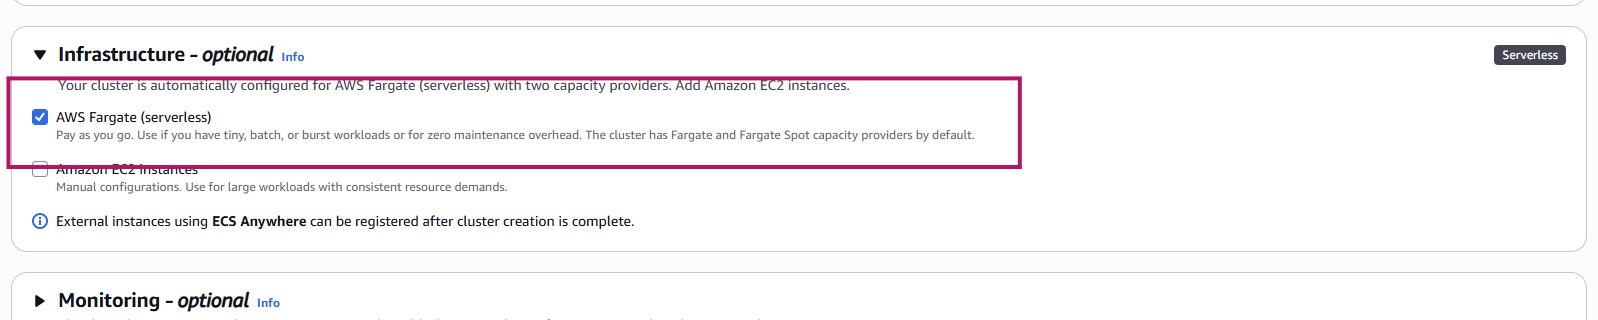 Infrastructure - optional Info
Serverless
Your cluster is automatically configured for AWS Fargate (serverless) with two capacity providers. Add Amazon EC2 instances.
AWS Fargate (serverless)
Pay as you go. Use if you have tiny, batch, or burst workloads or for zero maintenance overhead. The cluster has Fargate and Fargate Spot capacity providers by default.
Amazon EC2 instances
Manual configurations. Use for large workloads with consistent resource demands.
External instances using ECS Anywhere can be registered after cluster creation is complete.
Monitoring - optional Info